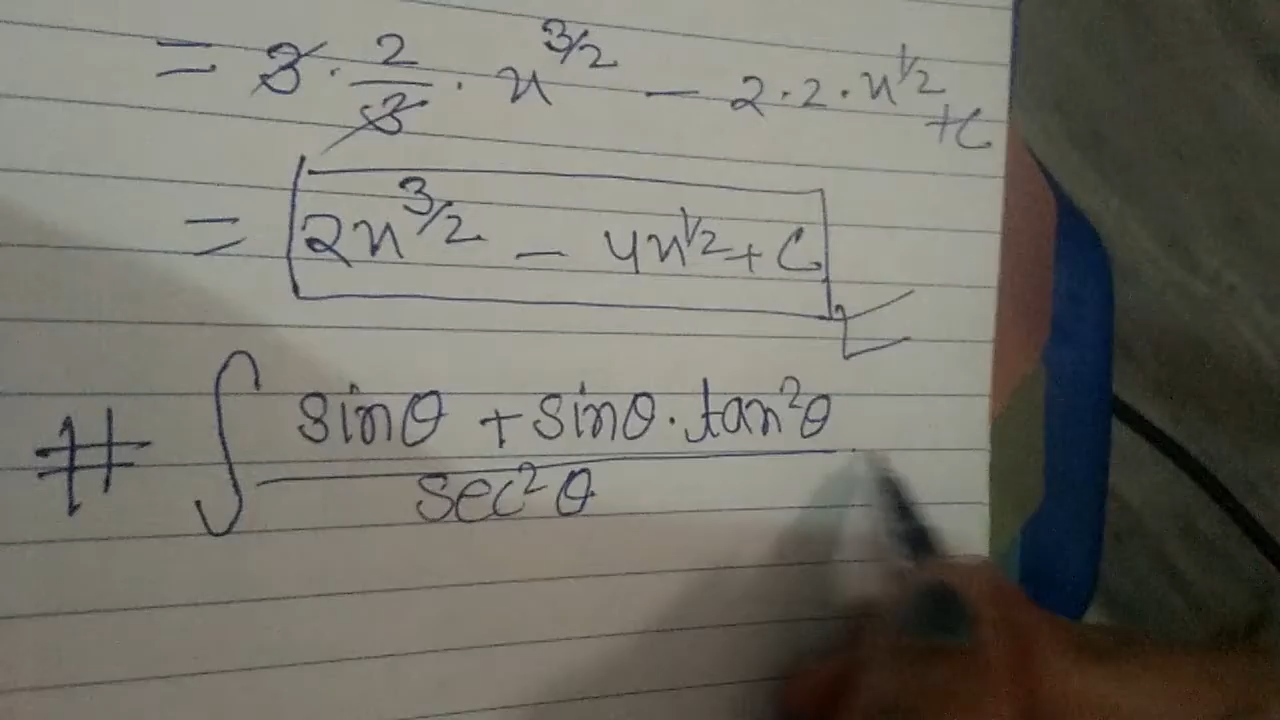 = 3 · 2/3 · x^3/2 − 2·2·x^1/2 +C
= 2x^3/2 − 4x^1/2 + C
# ∫ sinθ + sinθ·tan²θ / sec²θ